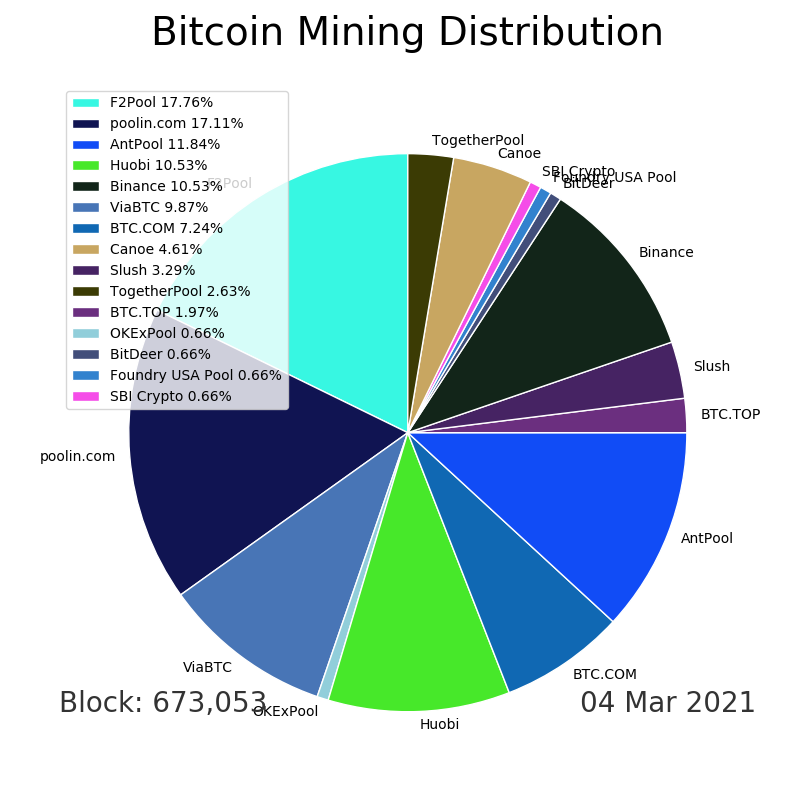 Bitcoin Mining Distribution
F2Pool 17.76%
poolin.com 17.11%
AntPool 11.84%
Huobi 10.53%
Binance 10.53%
ViaBTC 9.87%
BTC.COM 7.24%
Canoe 4.61%
Slush 3.29%
TogetherPool 2.63%
BTC.TOP 1.97%
OKExPool 0.66%
BitDeer 0.66%
Foundry USA Pool 0.66%
SBI Crypto 0.66%
TogetherPool
Canoe
SBI Crypto
Foundry USA Pool
BitDeer
F2Pool
Binance
Slush
BTC.TOP
poolin.com
AntPool
ViaBTC
BTC.COM
OKExPool
Huobi
Block: 673,053
04 Mar 2021